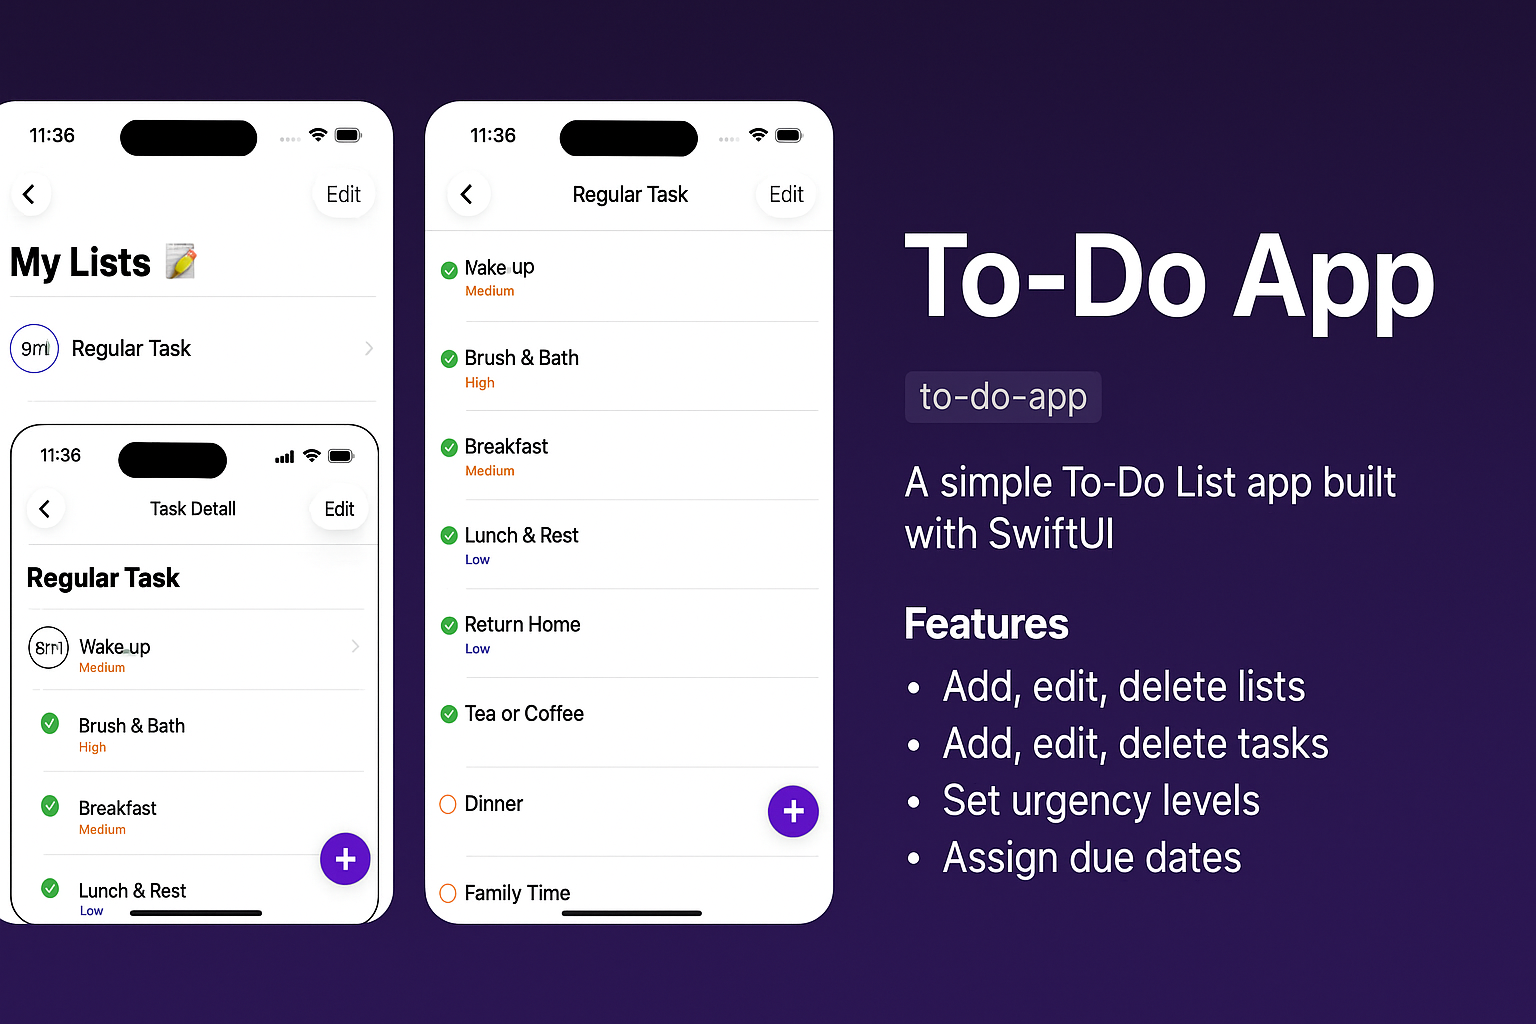 11:36
Edit
My Lists
Regular Task
11:36
Task Detall
Edit
Regular Task
Wake up
Medium
Brush & Bath
High
Breakfast
Medium
+
Lunch & Rest
Low
11:36
Regular Task
Edit
Wake up
Medium
Brush & Bath
High
Breakfast
Medium
Lunch & Rest
Low
Return Home
Low
Tea or Coffee
Dinner
+
Family Time
To-Do App
to-do-app
A simple To-Do List app built
with SwiftUI
Features
• Add, edit, delete lists
• Add, edit, delete tasks
• Set urgency levels
• Assign due dates